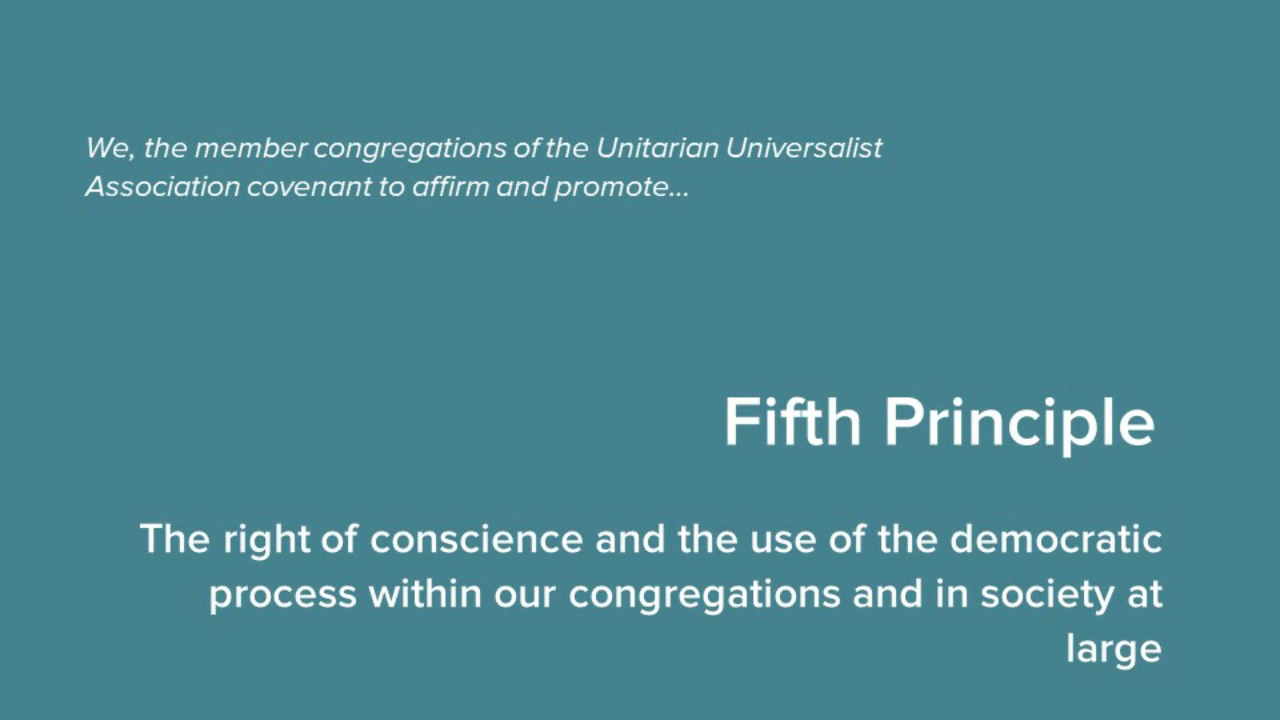 We, the member congregations of the Unitarian Universalist
Association covenant to affirm and promote...
Fifth Principle
The right of conscience and the use of the democratic
process within our congregations and in society at
large